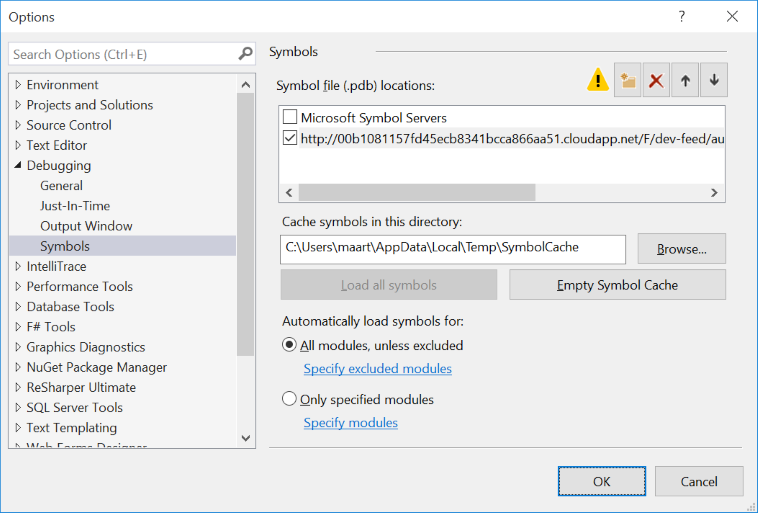 Options
Search Options (Ctrl+E)
Environment
Projects and Solutions
Source Control
Text Editor
Debugging
General
Just-In-Time
Output Window
Symbols
IntelliTrace
Performance Tools
Database Tools
F# Tools
Graphics Diagnostics
NuGet Package Manager
ReSharper Ultimate
SQL Server Tools
Text Templating
Web Forms Designer
Symbols
Symbol file (.pdb) locations:
Microsoft Symbol Servers
http://00b1081157fd45ecb8341bcca866aa51.cloudapp.net/F/dev-feed/au
Cache symbols in this directory:
C:\Users\maart\AppData\Local\Temp\SymbolCache
Browse...
Load all symbols
Empty Symbol Cache
Automatically load symbols for:
All modules, unless excluded
Specify excluded modules
Only specified modules
Specify modules
OK
Cancel